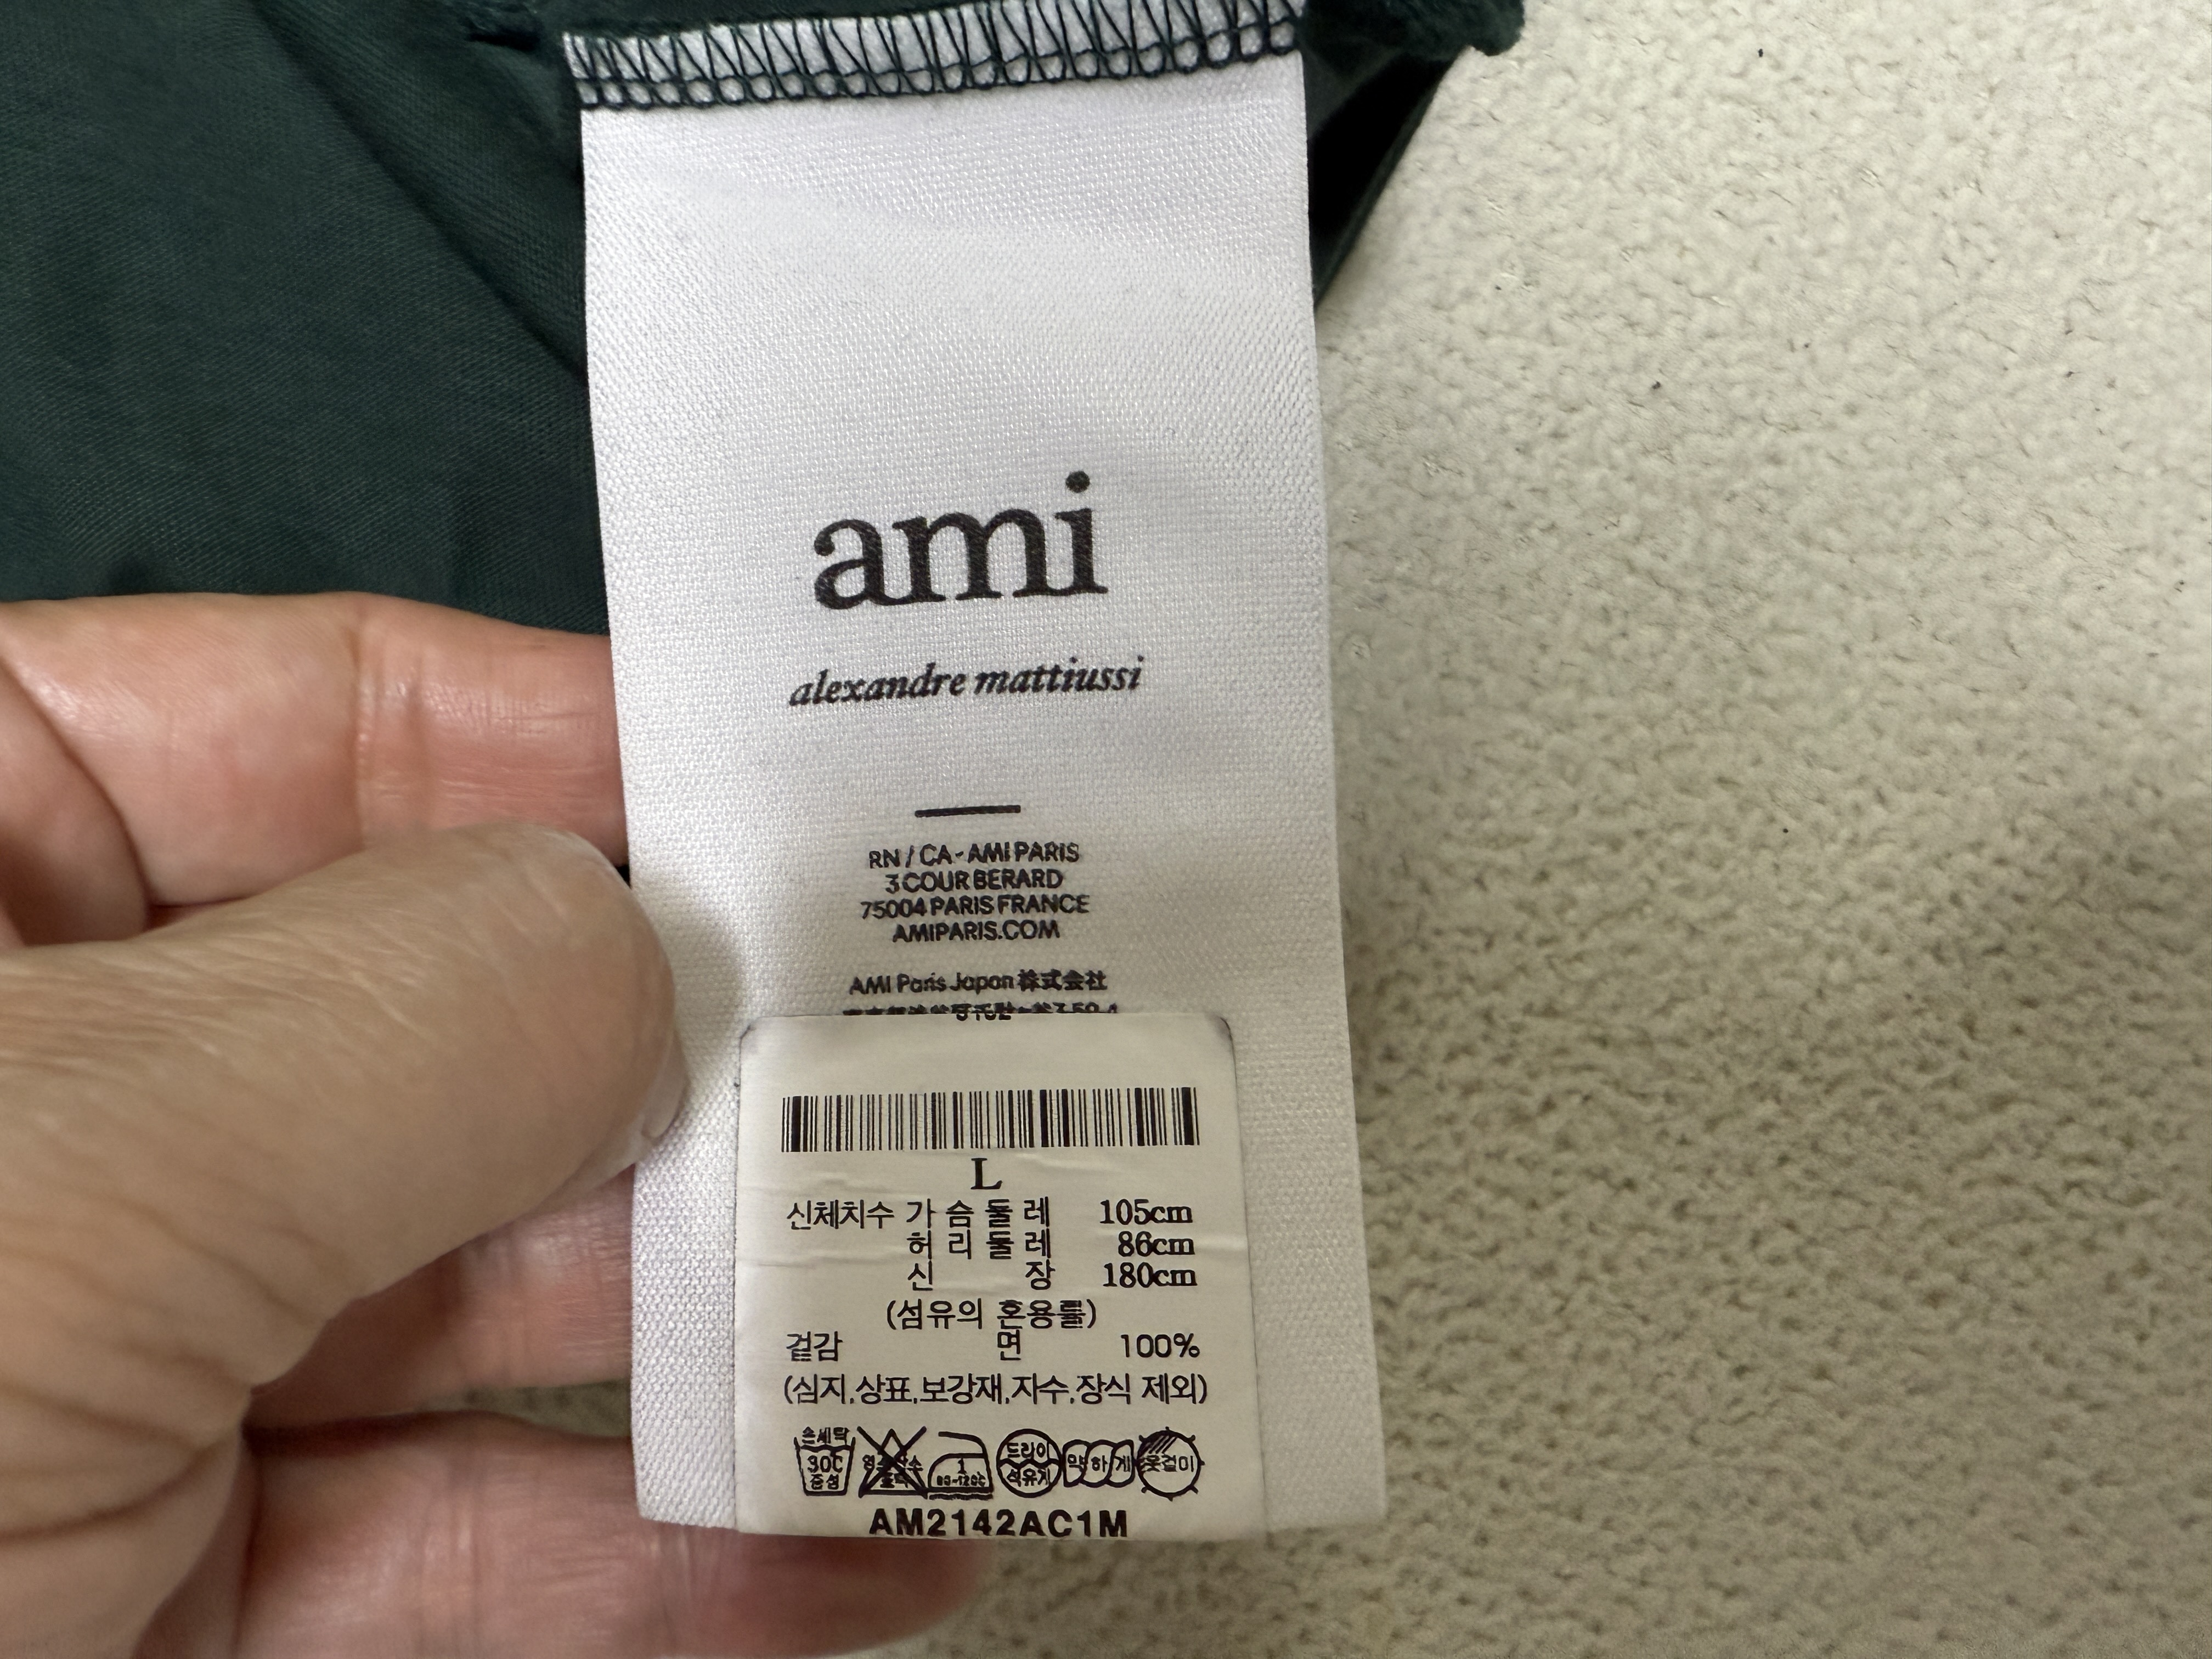 ami
alexandre mattiussi
RN / CA - AMI PARIS
3 COUR BERARD
75004 PARIS FRANCE
AMIPARIS.COM
AMI Paris Japan 株式会社
L
신체치수 가슴둘레 105cm
허리둘레 86cm
신장 180cm
(섬유의 혼용률)
겉감 면 100%
(심지,상표,보강재,자수,장식 제외)
손세탁 30C 중성
1 80-120C
드라이 석유계
약하게
옷걸이
AM2142AC1M